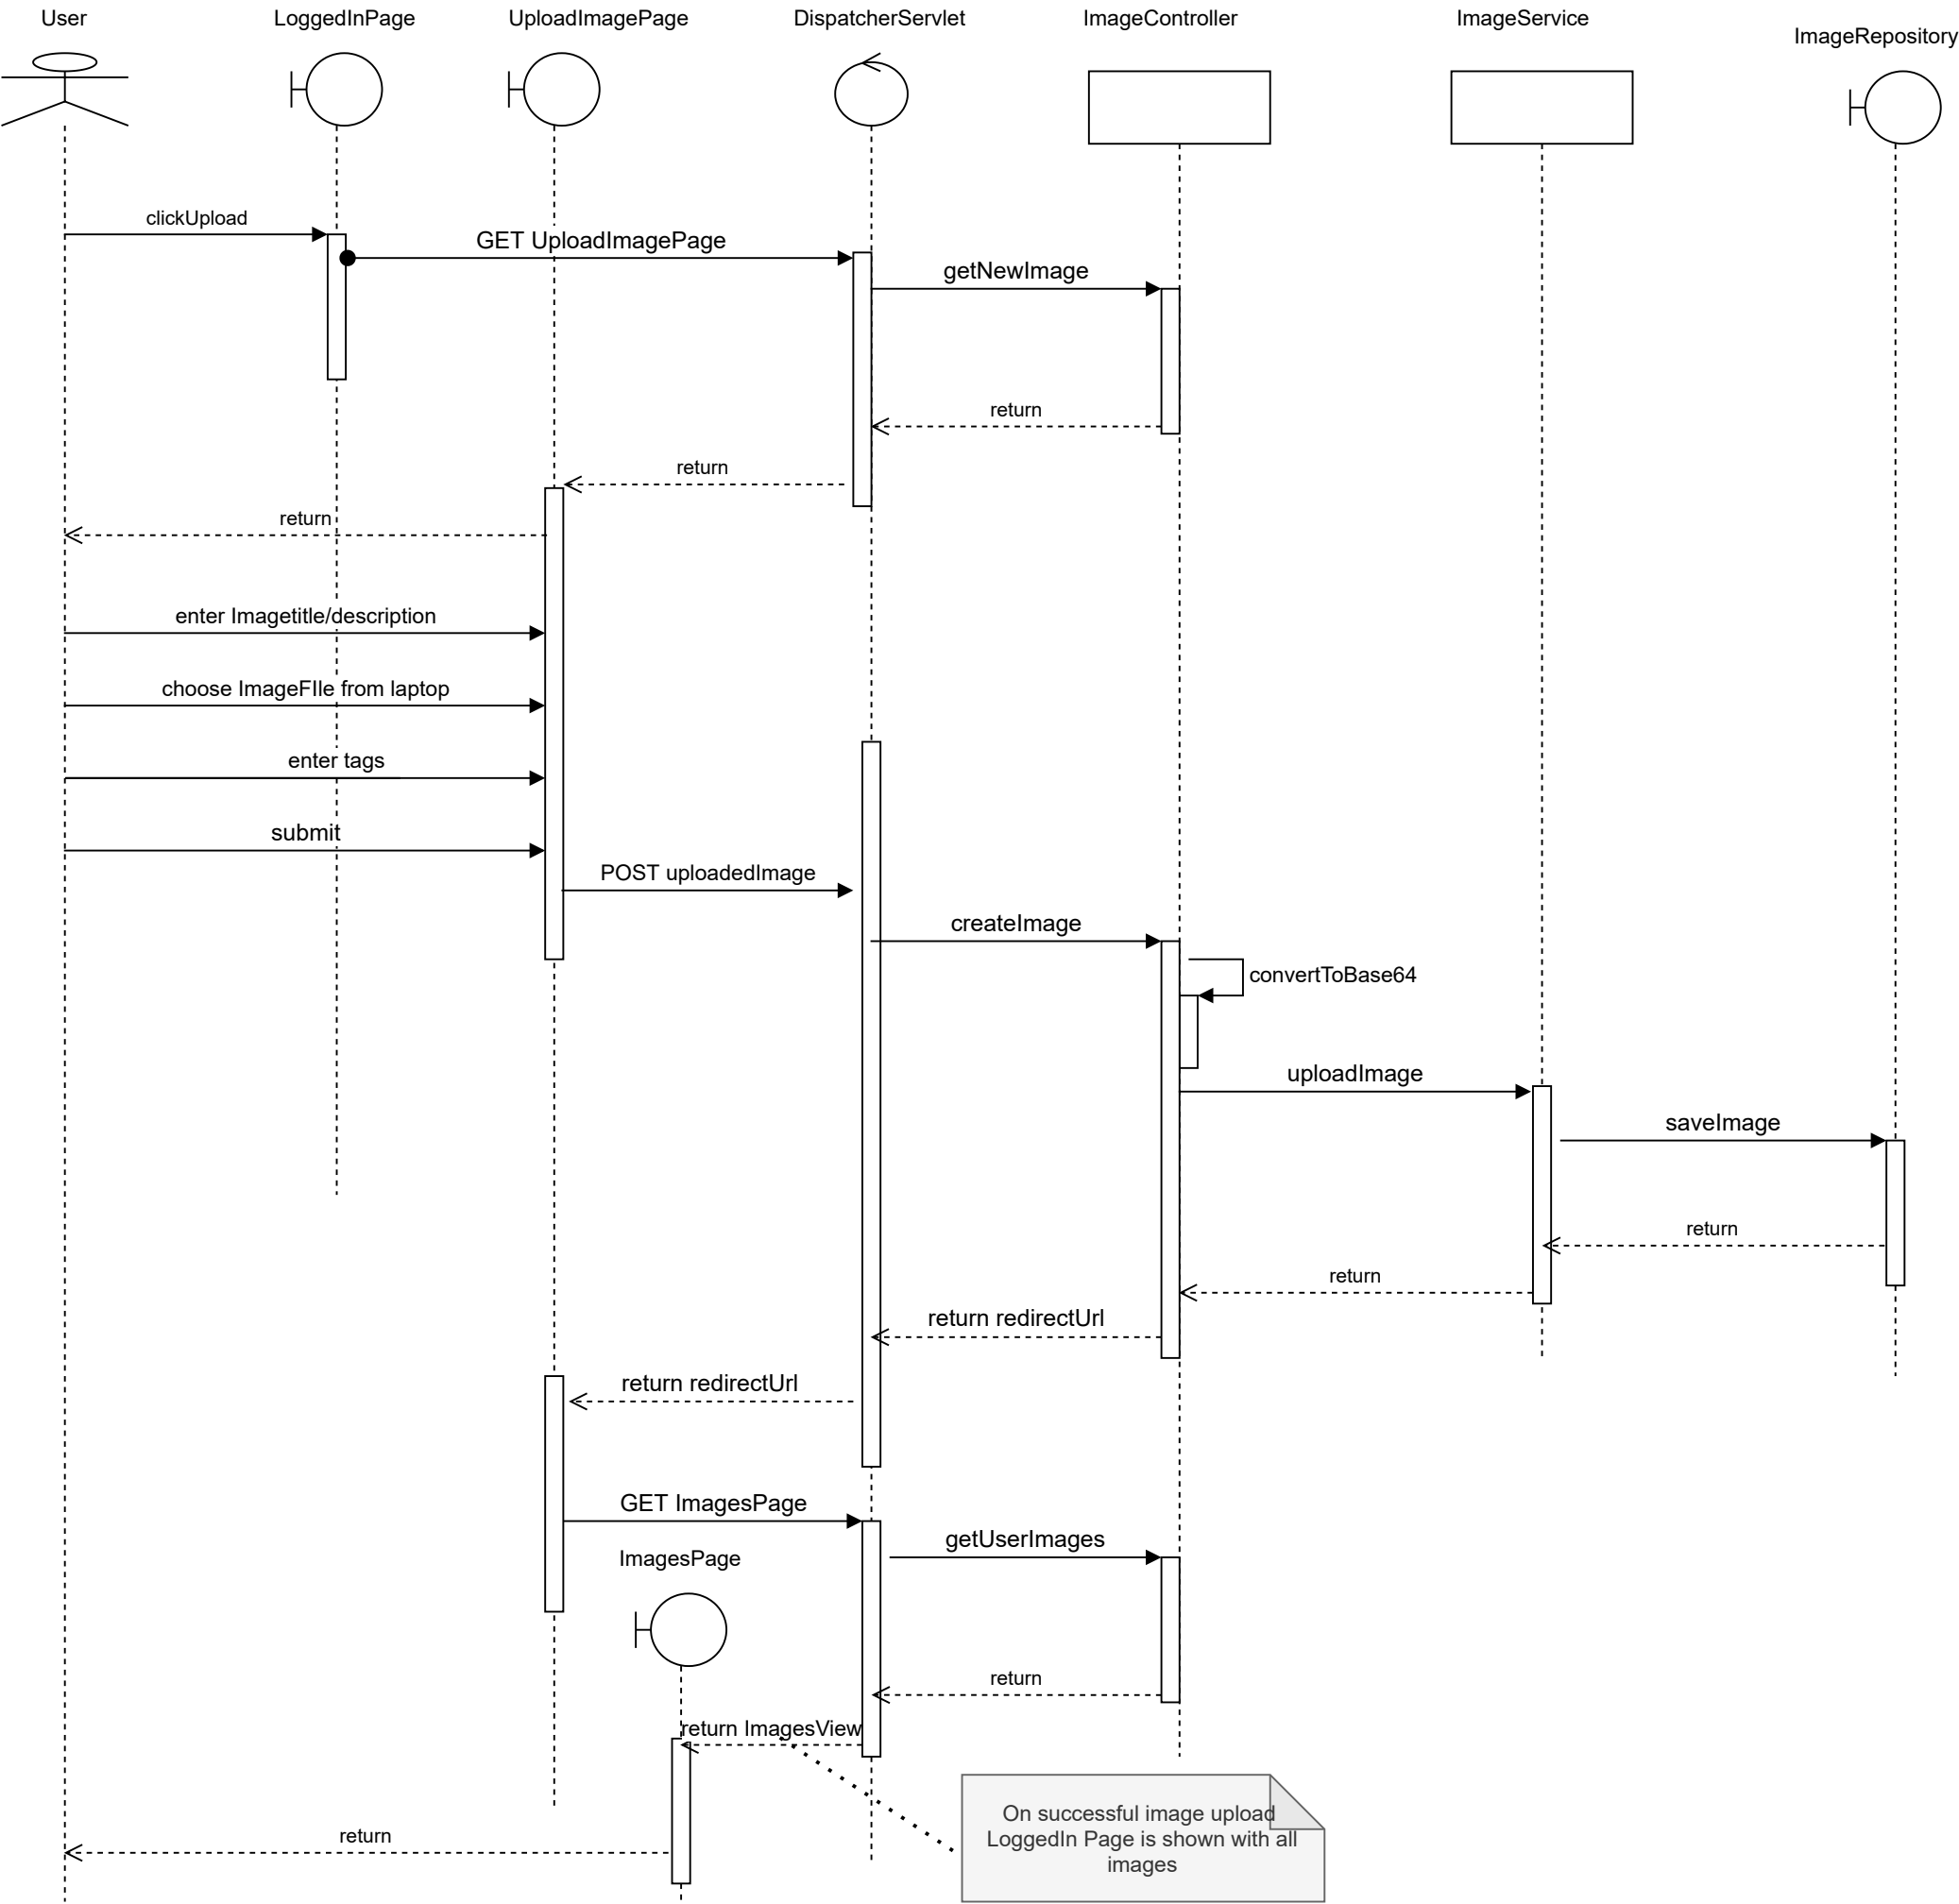 User
LoggedInPage
UploadImagePage
DispatcherServlet
ImageController
ImageService
ImageRepository
clickUpload
GET UploadImagePage
getNewImage
return
return
return
enter Imagetitle/description
choose ImageFIle from laptop
enter tags
submit
POST uploadedImage
createImage
convertToBase64
uploadImage
saveImage
return
return
return redirectUrl
return redirectUrl
GET ImagesPage
getUserImages
ImagesPage
return
return ImagesView
On successful image upload
LoggedIn Page is shown with all
images
return